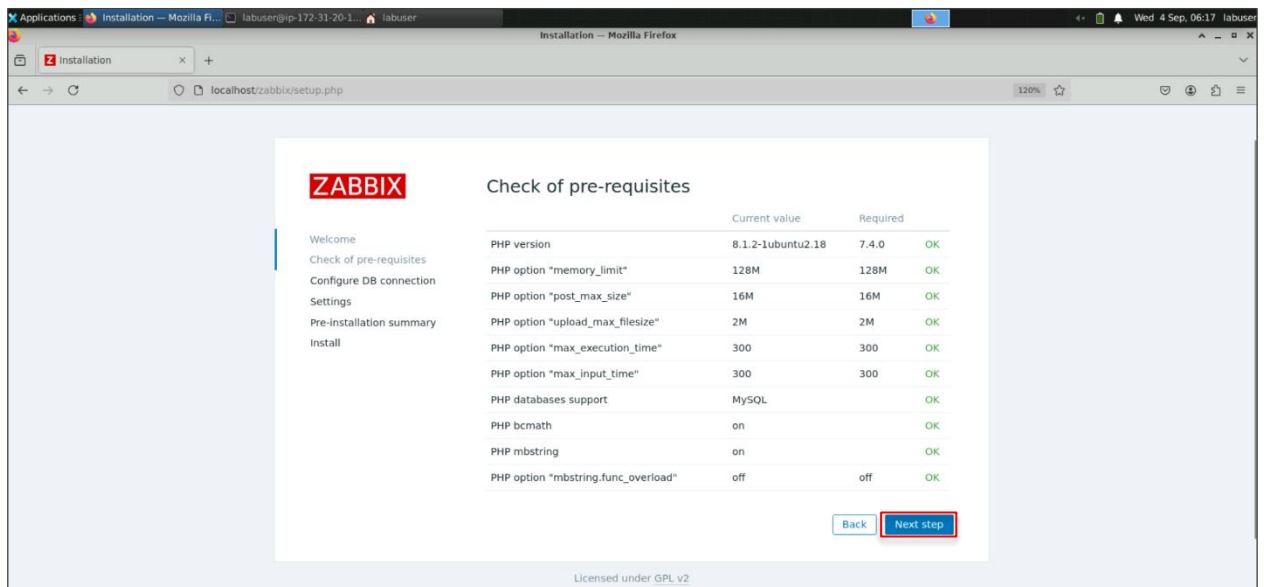 Applications Installation — Mozilla Fi... labuser@ip-172-31-20-1... labuser Wed 4 Sep, 06:17 labuser
Installation — Mozilla Firefox
Z Installation
localhost/zabbix/setup.php 120%
ZABBIX
Welcome
Check of pre-requisites
Configure DB connection
Settings
Pre-installation summary
Install
Check of pre-requisites
Current value Required
PHP version 8.1.2-1ubuntu2.18 7.4.0 OK
PHP option "memory_limit" 128M 128M OK
PHP option "post_max_size" 16M 16M OK
PHP option "upload_max_filesize" 2M 2M OK
PHP option "max_execution_time" 300 300 OK
PHP option "max_input_time" 300 300 OK
PHP databases support MySQL OK
PHP bcmath on OK
PHP mbstring on OK
PHP option "mbstring.func_overload" off off OK
Back Next step
Licensed under GPL v2